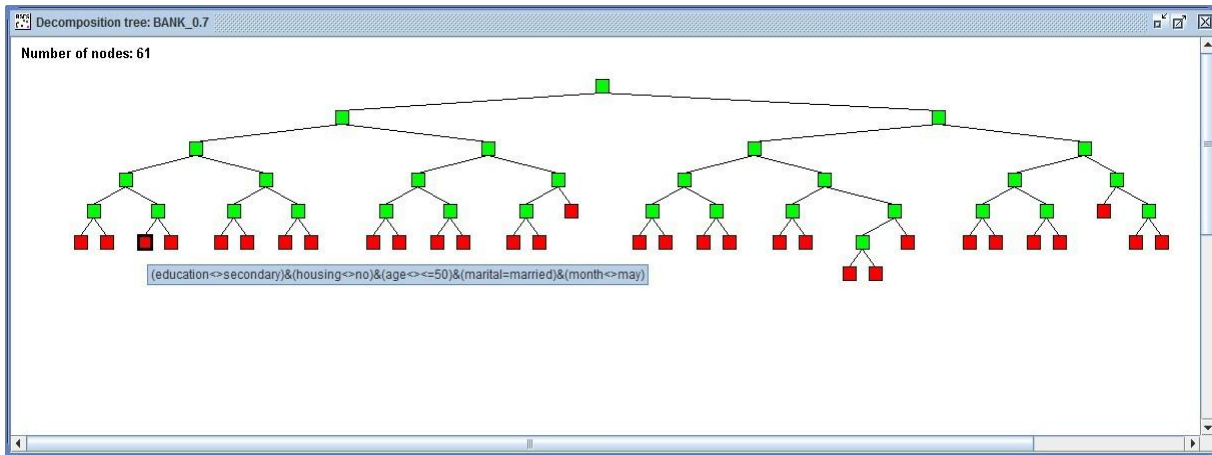 Decomposition tree: BANK_0.7
Number of nodes: 61
(education<>secondary)&(housing<>no)&(age<><=50)&(marital=married)&(month<>may)